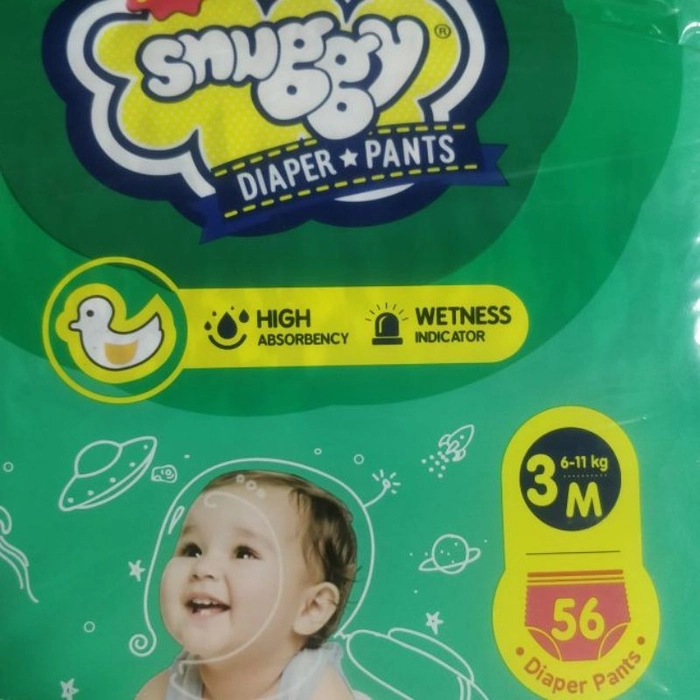 snuggy ®
DIAPER ★ PANTS
HIGH
ABSORBENCY
WETNESS
INDICATOR
3
6-11 kg
M
56
• Diaper Pants •